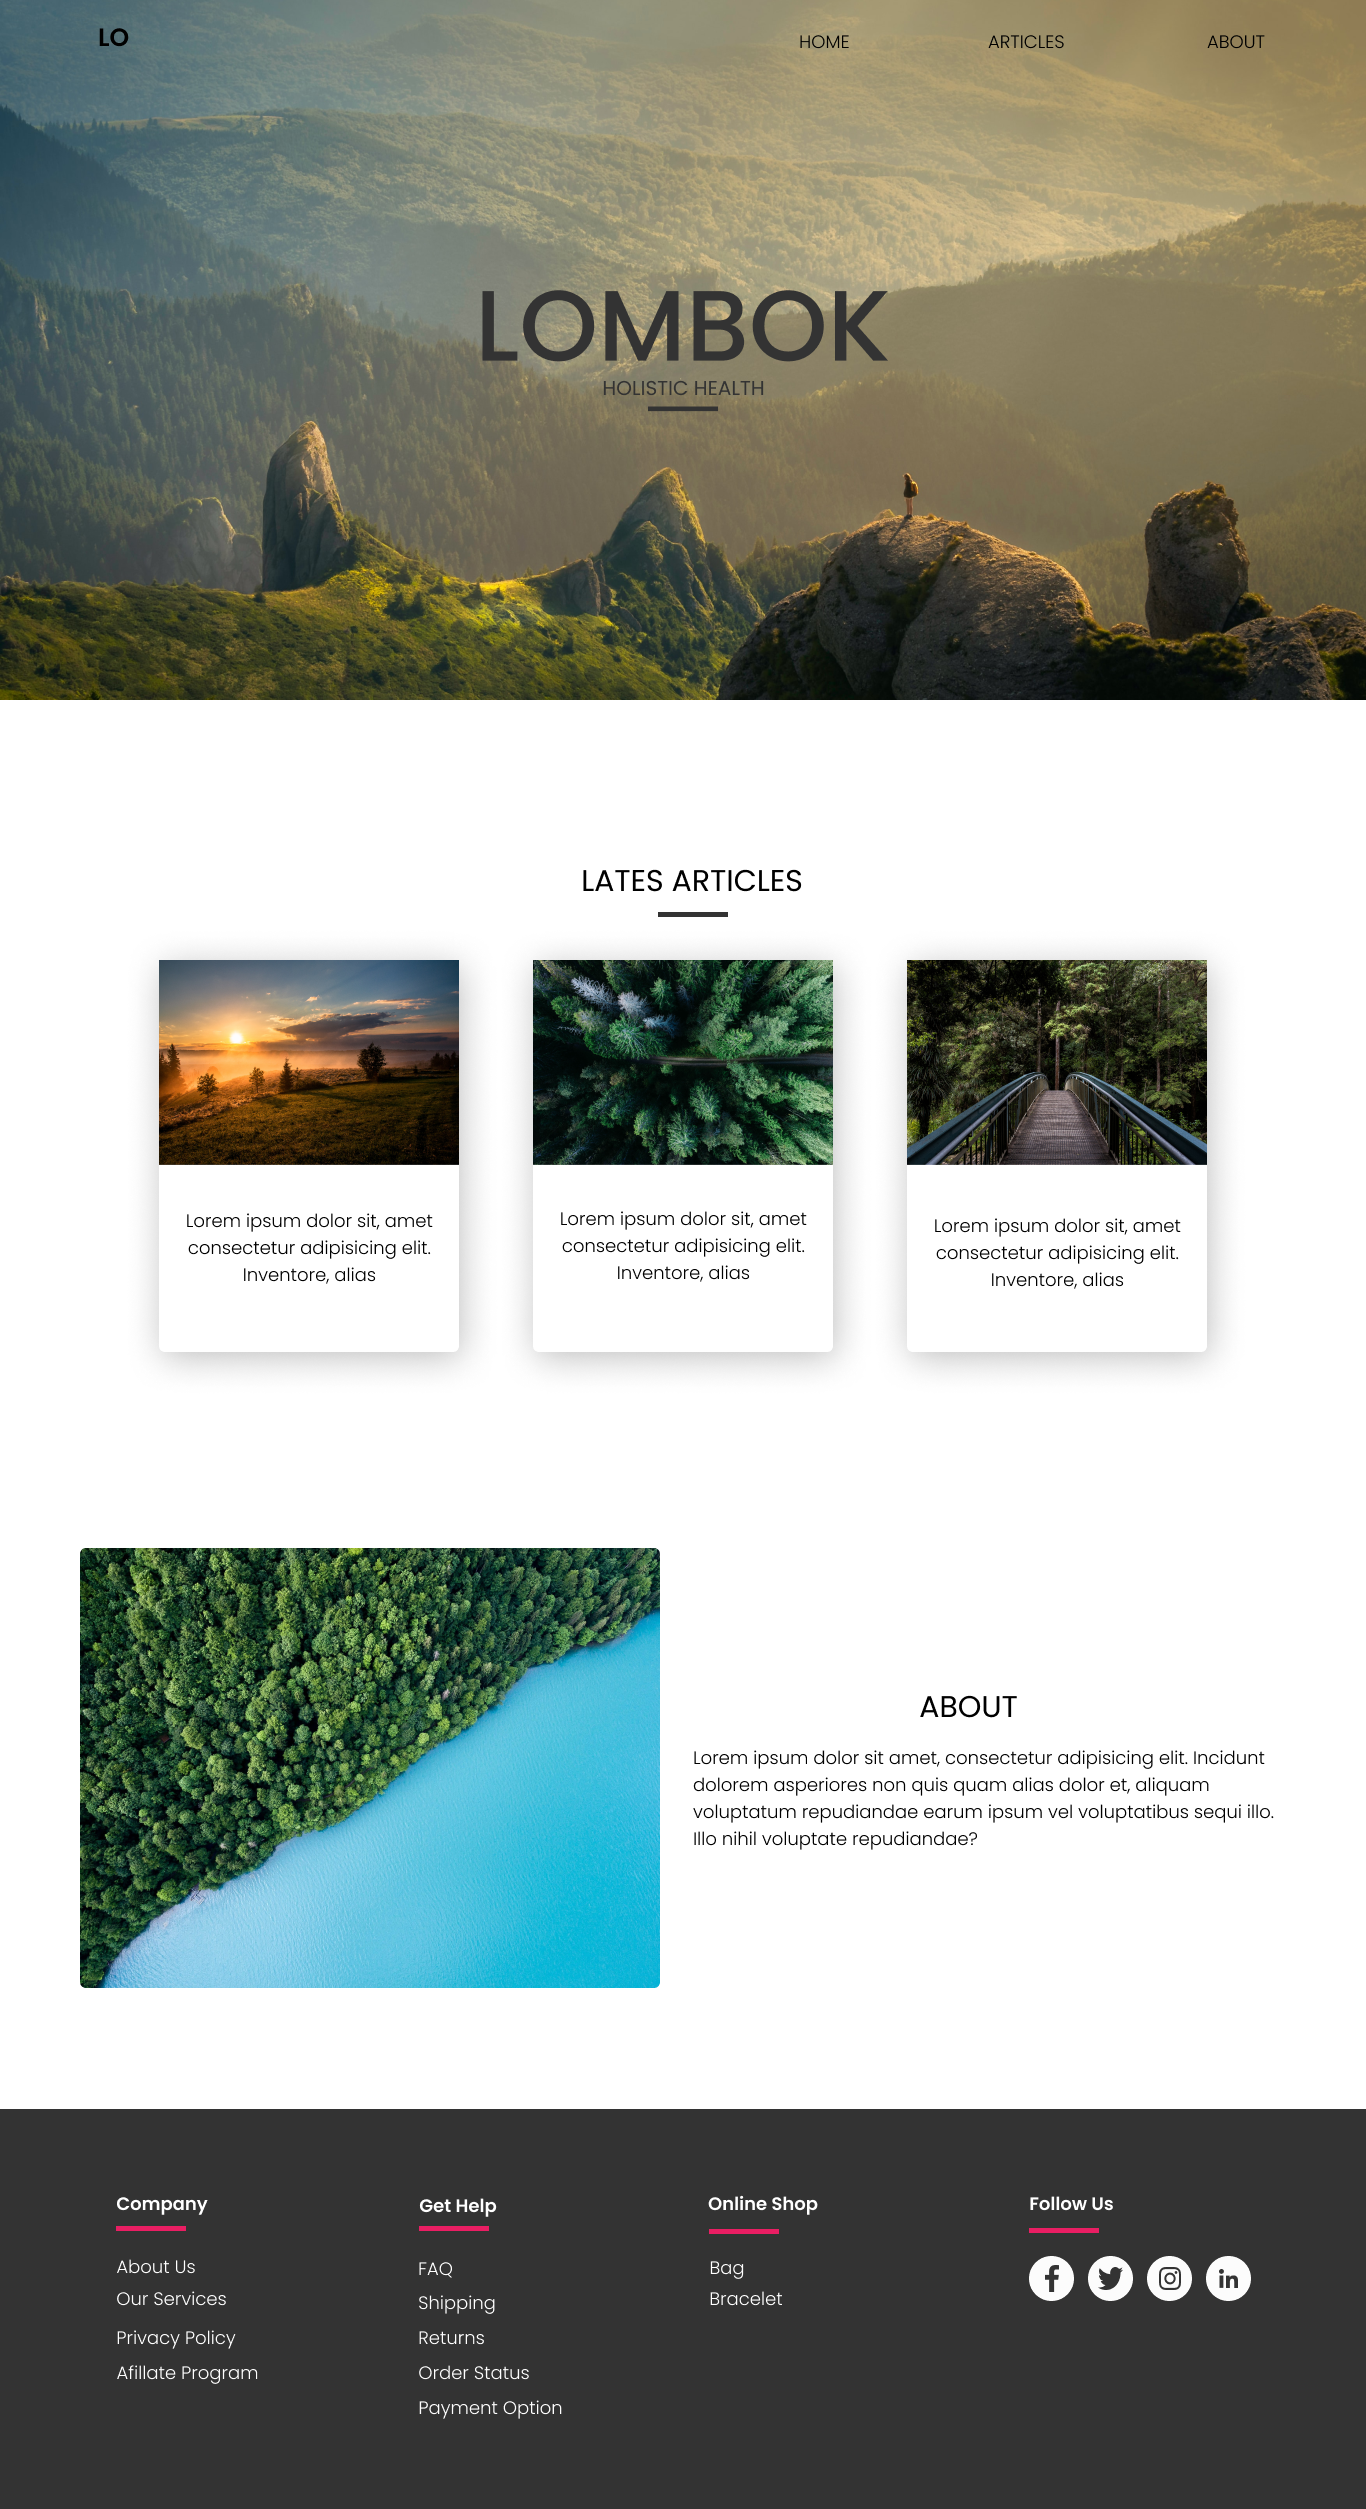 LO
HOME
ARTICLES
ABOUT
LOMBOK
HOLISTIC HEALTH
LATES ARTICLES
Lorem ipsum dolor sit, amet
consectetur adipisicing elit.
Inventore, alias
Lorem ipsum dolor sit, amet
consectetur adipisicing elit.
Inventore, alias
Lorem ipsum dolor sit, amet
consectetur adipisicing elit.
Inventore, alias
ABOUT
Lorem ipsum dolor sit amet, consectetur adipisicing elit. Incidunt
dolorem asperiores non quis quam alias dolor et, aliquam
voluptatum repudiandae earum ipsum vel voluptatibus sequi illo.
Illo nihil voluptate repudiandae?
Company
About Us
Our Services
Privacy Policy
Afillate Program
Get Help
FAQ
Shipping
Returns
Order Status
Payment Option
Online Shop
Bag
Bracelet
Follow Us